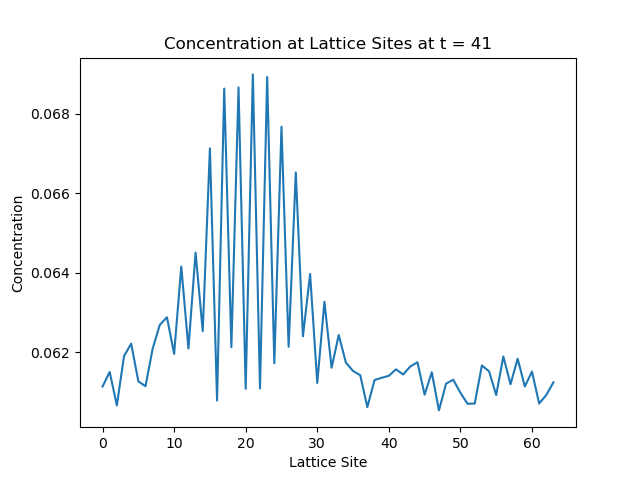 Concentration at Lattice Sites at t = 41
0.068
0.066
0.064
0.062
Concentration
0 10 20 30 40 50 60
Lattice Site